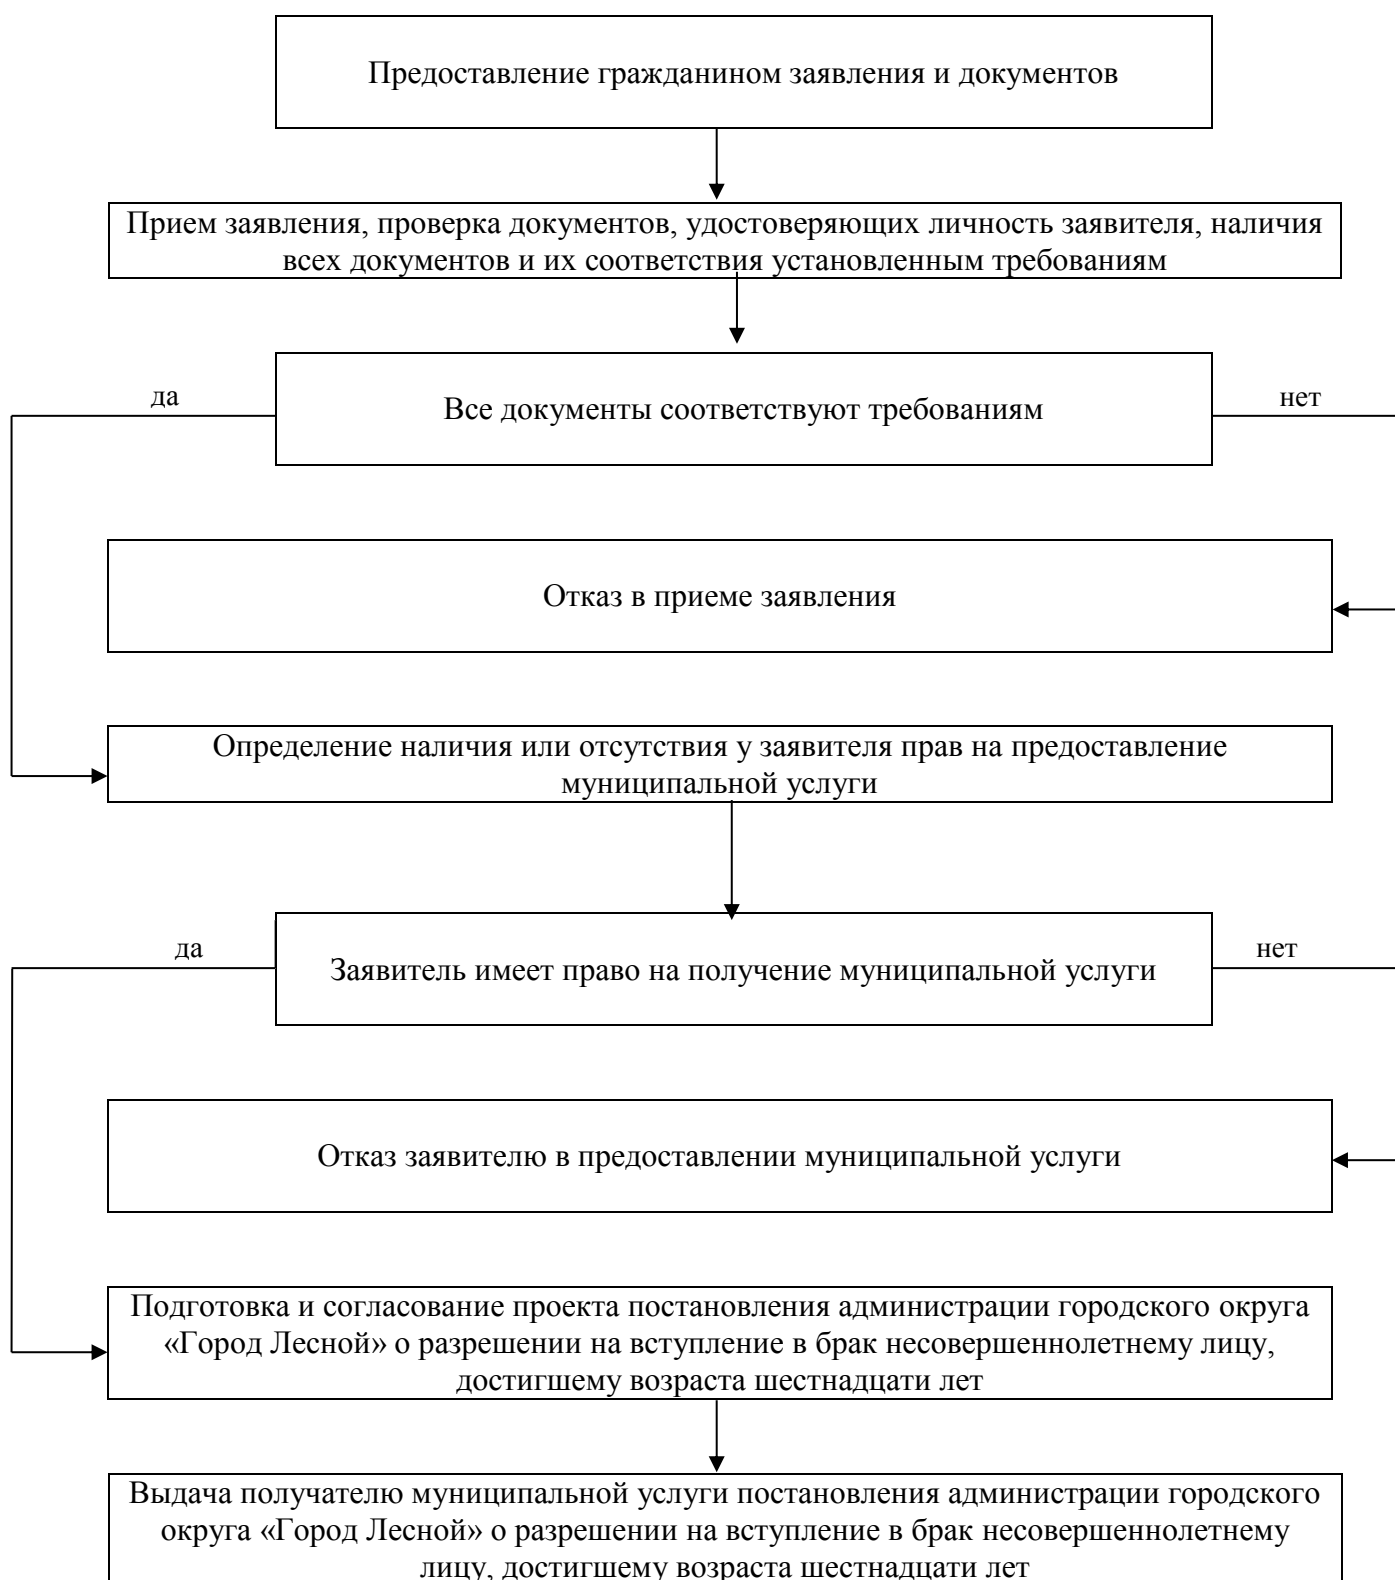 Предоставление гражданином заявления и документов
Прием заявления, проверка документов, удостоверяющих личность заявителя, наличия
всех документов и их соответствия установленным требованиям
да
Все документы соответствуют требованиям
нет
Отказ в приеме заявления
Определение наличия или отсутствия у заявителя прав на предоставление
муниципальной услуги
да
Заявитель имеет право на получение муниципальной услуги
нет
Отказ заявителю в предоставлении муниципальной услуги
Подготовка и согласование проекта постановления администрации городского округа
«Город Лесной» о разрешении на вступление в брак несовершеннолетнему лицу,
достигшему возраста шестнадцати лет
Выдача получателю муниципальной услуги постановления администрации городского
округа «Город Лесной» о разрешении на вступление в брак несовершеннолетнему
лицу, достигшему возраста шестнадцати лет